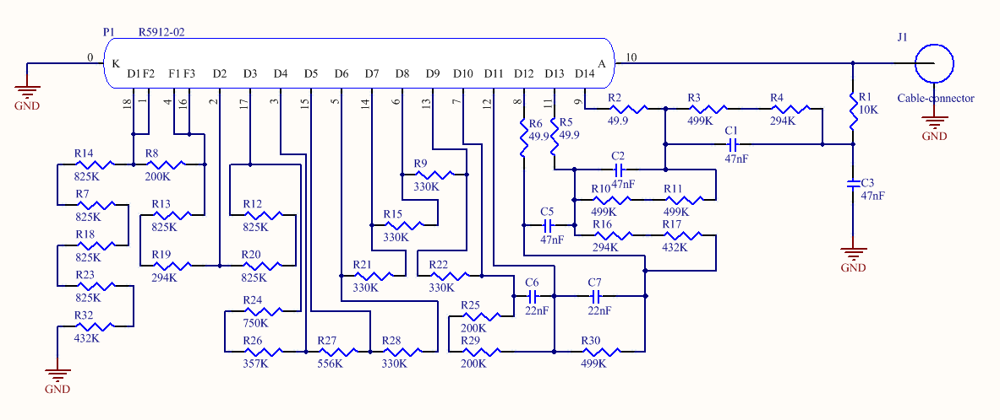 P1 R5912-02
J1
0 K A 10
D1 F2 F1 F3 D2 D3 D4 D5 D6 D7 D8 D9 D10 D11 D12 D13 D14
GND
18 1 4 16 2 17 3 15 5 14 6 13 7 12 8 11 9
Cable-connector
GND
R2 49.9
R3 499K
R4 294K
R1 10K
R6 49.9
R5 49.9
C1 47nF
R14 825K
R8 200K
R9 330K
C2 47nF
C3 47nF
R7 825K
R13 825K
R12 825K
R15 330K
R10 499K
R11 499K
C5 47nF
R16 294K
R17 432K
R18 825K
R19 294K
R20 825K
R21 330K
R22 330K
GND
R23 825K
C6 22nF
C7 22nF
R24 750K
R25 200K
R32 432K
R26 357K
R27 556K
R28 330K
R29 200K
R30 499K
GND